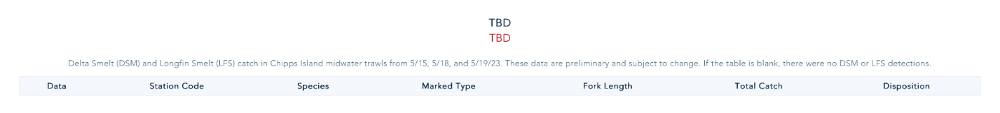 TBD
TBD
Delta Smelt (DSM) and Longfin Smelt (LFS) catch in Chipps Island midwater trawls from 5/15, 5/18, and 5/19/23. These data are preliminary and subject to change. If the table is blank, there were no DSM or LFS detections.
Data Station Code Species Marked Type Fork Length Total Catch Disposition